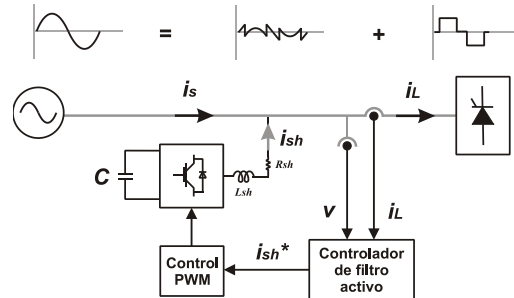 = +
is
iL
ish
C
Rsh
Lsh
v
iL
Control
PWM
ish*
Controlador
de filtro
activo